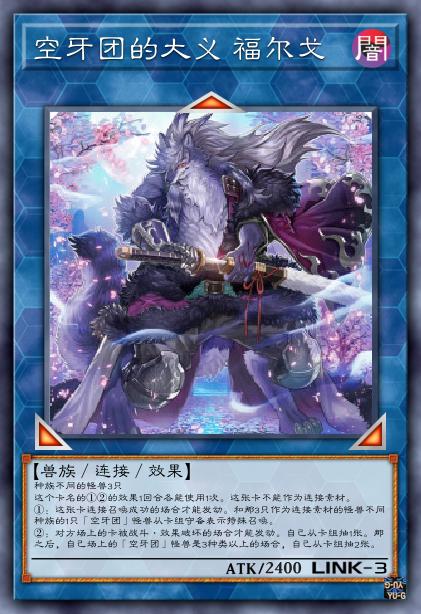 空牙团的大义 福尔戈
闇
【兽族/连接/效果】
种族不同的怪兽3只
这个卡名的①②的效果1回合各能使用1次。这张卡不能作为连接素材。
①：这张卡连接召唤成功的场合才能发动。和那3只作为连接素材的怪兽不同
种族的1只「空牙团」怪兽从卡组守备表示特殊召唤。
②：对方场上的卡被战斗·效果破坏的场合才能发动。自己从卡组抽1张。那
之后，自己场上的「空牙团」怪兽是3种类以上的场合，自己从卡组抽2张。
ATK/2400 LINK-3